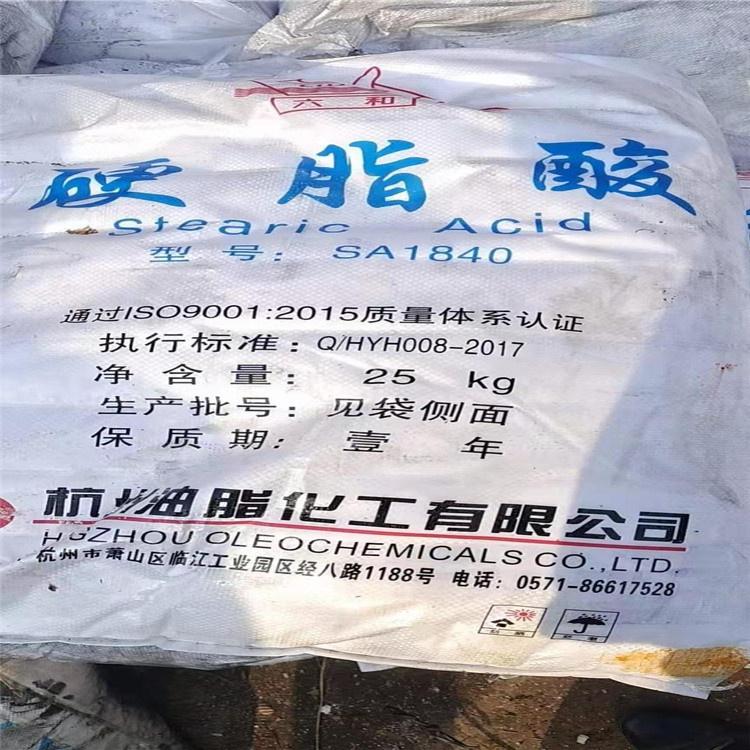 六和
硬脂酸
Stearic Acid
型号: SA1840
通过ISO9001:2015质量体系认证
执行标准: Q/HYH008-2017
净含量: 25 kg
生产批号: 见袋侧面
保质期: 壹年
杭州油脂化工有限公司
H GZHOU OLEOCHEMICALS CO.,LTD.
杭州市萧山区临江工业园区经八路1188号 电话: 0571-86617528